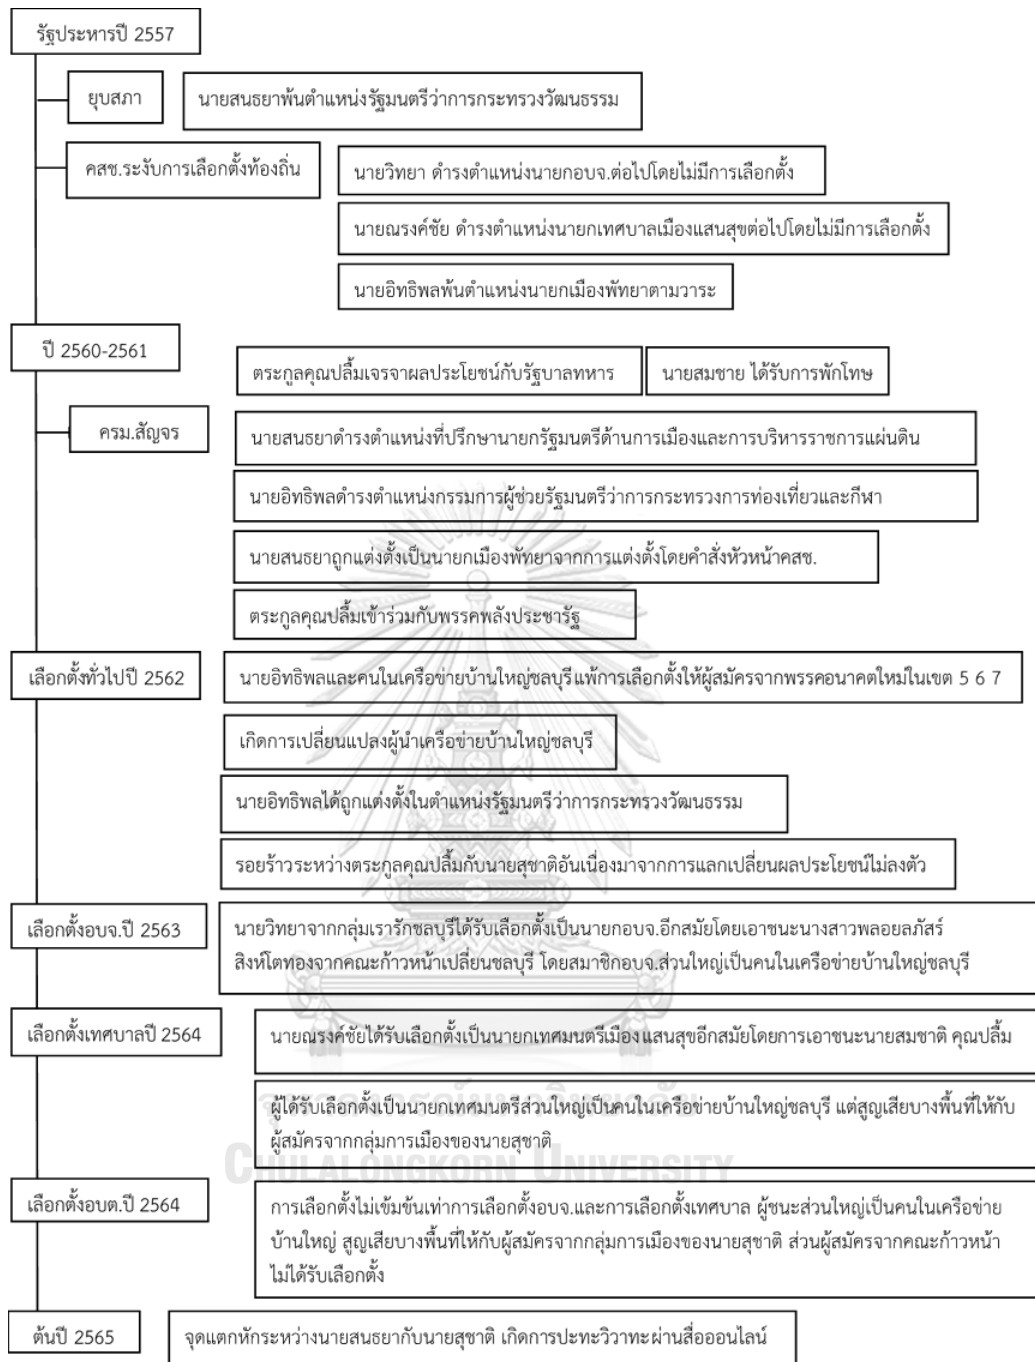 รัฐประหารปี 2557
ยุบสภา
นายสนธยาพ้นตำแหน่งรัฐมนตรีว่าการกระทรวงวัฒนธรรม
คสช.ระงับการเลือกตั้งท้องถิ่น
นายวิทยา ดำรงตำแหน่งนายกอบจ.ต่อไปโดยไม่มีการเลือกตั้ง
นายณรงค์ชัย ดำรงตำแหน่งนายกเทศบาลเมืองแสนสุขต่อไปโดยไม่มีการเลือกตั้ง
นายอิทธิพลพ้นตำแหน่งนายกเมืองพัทยาตามวาระ
ปี 2560-2561
ตระกูลคุณปลื้มเจรจาผลประโยชน์กับรัฐบาลทหาร
นายสมชาย ได้รับการพักโทษ
ครม.สัญจร
นายสนธยาดำรงตำแหน่งที่ปรึกษานายกรัฐมนตรีด้านการเมืองและการบริหารราชการแผ่นดิน
นายอิทธิพลดำรงตำแหน่งกรรมการผู้ช่วยรัฐมนตรีว่าการกระทรวงการท่องเที่ยวและกีฬา
นายสนธยาถูกแต่งตั้งเป็นนายกเมืองพัทยาจากการแต่งตั้งโดยคำสั่งหัวหน้าคสช.
ตระกูลคุณปลื้มเข้าร่วมกับพรรคพลังประชารัฐ
เลือกตั้งทั่วไปปี 2562
นายอิทธิพลและคนในเครือข่ายบ้านใหญ่ชลบุรีแพ้การเลือกตั้งให้ผู้สมัครจากพรรคอนาคตใหม่ในเขต 5 6 7
เกิดการเปลี่ยนแปลงผู้นำเครือข่ายบ้านใหญ่ชลบุรี
นายอิทธิพลได้ถูกแต่งตั้งในตำแหน่งรัฐมนตรีว่าการกระทรวงวัฒนธรรม
รอยร้าวระหว่างตระกูลคุณปลื้มกับนายสุชาติอันเนื่องมาจากการแลกเปลี่ยนผลประโยชน์ไม่ลงตัว
เลือกตั้งอบจ.ปี 2563
นายวิทยาจากกลุ่มเรารักชลบุรีได้รับเลือกตั้งเป็นนายกอบจ.อีกสมัยโดยเอาชนะนางสาวพลอยลภัสร์
สิงห์โตทองจากคณะก้าวหน้าเปลี่ยนชลบุรี โดยสมาชิกอบจ.ส่วนใหญ่เป็นคนในเครือข่ายบ้านใหญ่ชลบุรี
เลือกตั้งเทศบาลปี 2564
นายณรงค์ชัยได้รับเลือกตั้งเป็นนายกเทศมนตรีเมืองแสนสุขอีกสมัยโดยการเอาชนะนายสมชาติ คุณปลื้ม
ผู้ได้รับเลือกตั้งเป็นนายกเทศมนตรีส่วนใหญ่เป็นคนในเครือข่ายบ้านใหญ่ชลบุรี แต่สูญเสียบางพื้นที่ให้กับ
ผู้สมัครจากกลุ่มการเมืองของนายสุชาติ
จุฬาลงกรณ์มหาวิทยาลัย
CHULALONGKORN UNIVERSITY
เลือกตั้งอบต.ปี 2564
การเลือกตั้งไม่เข้มข้นเท่าการเลือกตั้งอบจ.และการเลือกตั้งเทศบาล ผู้ชนะส่วนใหญ่เป็นคนในเครือข่าย
บ้านใหญ่ สูญเสียบางพื้นที่ให้กับผู้สมัครจากกลุ่มการเมืองของนายสุชาติ ส่วนผู้สมัครจากคณะก้าวหน้า
ไม่ได้รับเลือกตั้ง
ต้นปี 2565
จุดแตกหักระหว่างนายสนธยากับนายสุชาติ เกิดการปะทะวิวาทะผ่านสื่อออนไลน์